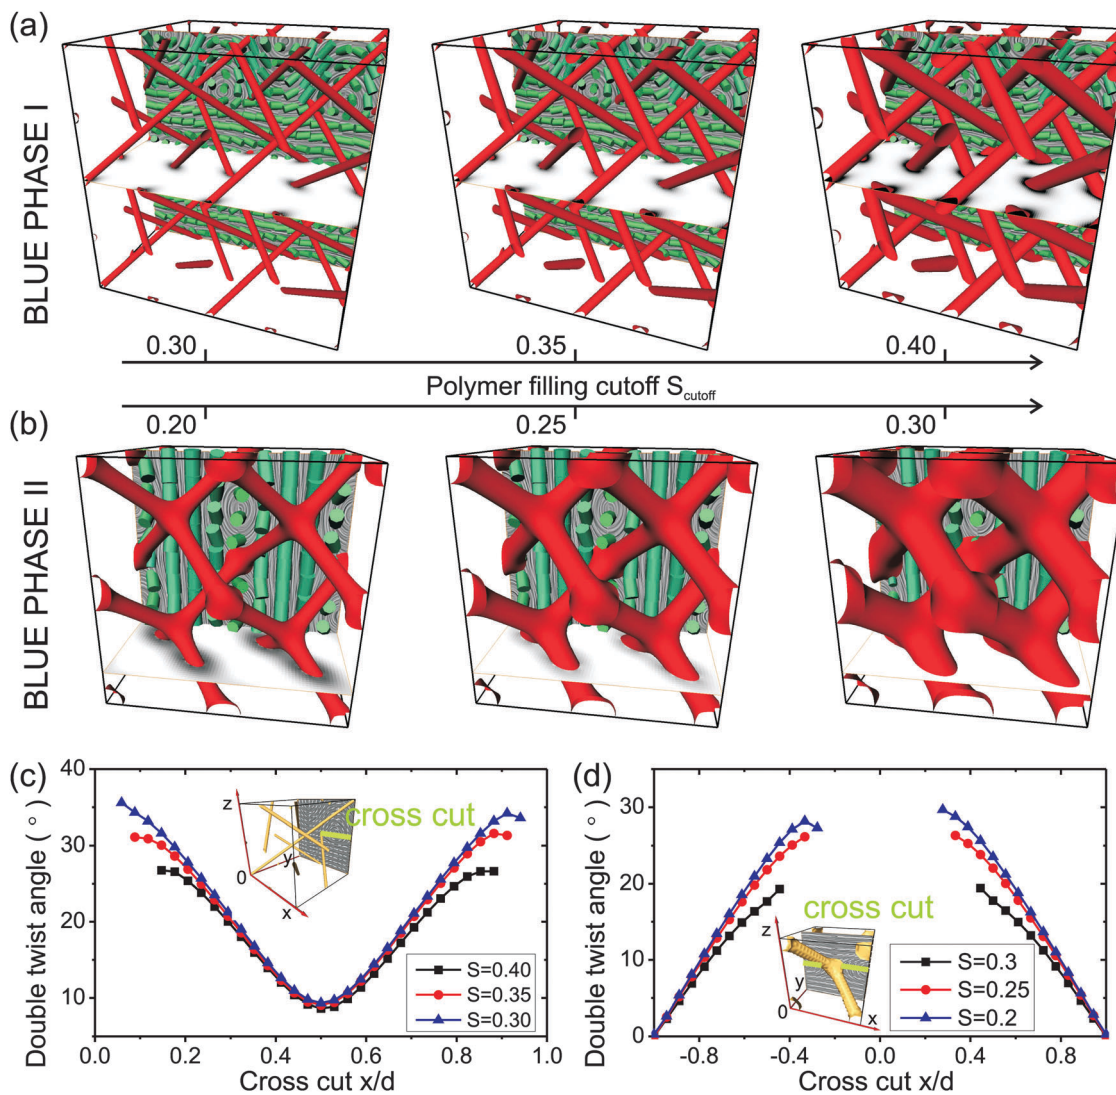 (a)
BLUE PHASE I
0.30 0.35 0.40
Polymer filling cutoff S_cutoff
(b)
0.20 0.25 0.30
BLUE PHASE II
(c)
Double twist angle ( ° )
40
30
20
10
0.0 0.2 0.4 0.6 0.8 1.0
Cross cut x/d
z
y
0
x
cross cut
S=0.40
S=0.35
S=0.30
(d)
Double twist angle ( ° )
30
20
10
0
-0.8 -0.4 0.0 0.4 0.8
Cross cut x/d
cross cut
z
y
0
x
S=0.3
S=0.25
S=0.2